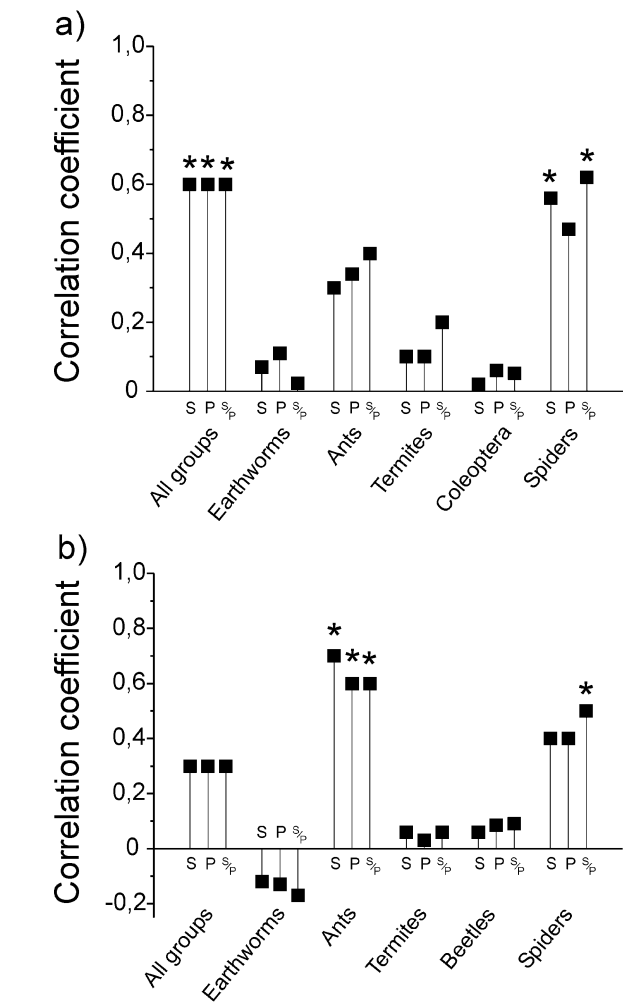 a)
Correlation coefficient
1,0
0,8
0,6
0,4
0,2
0
* * *
* *
S P S/P S P S/P S P S/P S P S/P S P S/P S P S/P
All groups
Earthworms
Ants
Termites
Coleoptera
Spiders
b)
Correlation coefficient
1,0
0,8
0,6
0,4
0,2
0
-0,2
* * *
*
S P S/P
S P S/P S P S/P S P S/P S P S/P S P S/P
All groups
Earthworms
Ants
Termites
Beetles
Spiders